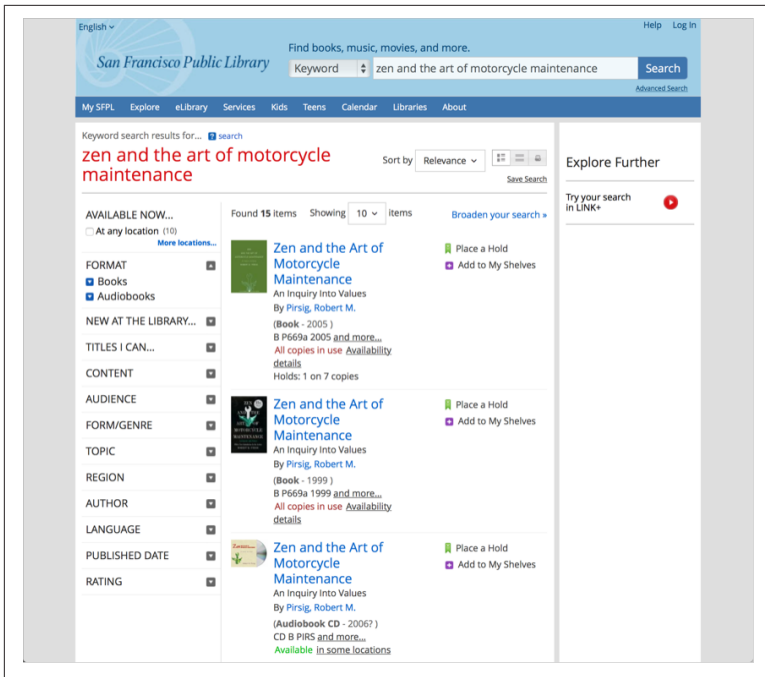 English
Help Log In
San Francisco Public Library
Find books, music, movies, and more.
Keyword
zen and the art of motorcycle maintenance
Search
Advanced Search
My SFPL Explore eLibrary Services Kids Teens Calendar Libraries About
Keyword search results for... ? search
zen and the art of motorcycle
maintenance
Sort by Relevance
Save Search
Explore Further
Try your search
in LINK+
AVAILABLE NOW...
At any location (10)
More locations...
FORMAT
Books
Audiobooks
NEW AT THE LIBRARY...
TITLES I CAN...
CONTENT
AUDIENCE
FORM/GENRE
TOPIC
REGION
AUTHOR
LANGUAGE
PUBLISHED DATE
RATING
Found 15 items Showing 10 items
Broaden your search »
Zen and the Art of
Motorcycle
Maintenance
An Inquiry Into Values
By Pirsig, Robert M.
(Book - 2005 )
B P669a 2005 and more...
All copies in use Availability
details
Holds: 1 on 7 copies
Place a Hold
Add to My Shelves
ZEN
AND THE
ART OF
MOTORCYCLE
MAINTENANCE
Zen and the Art of
Motorcycle
Maintenance
An Inquiry Into Values
By Pirsig, Robert M.
(Book - 1999 )
B P669a 1999 and more...
All copies in use Availability
details
Place a Hold
Add to My Shelves
Zen and the Art of
Motorcycle
Maintenance
An Inquiry Into Values
By Pirsig, Robert M.
(Audiobook CD - 2006? )
CD B PIRS and more...
Available in some locations
Place a Hold
Add to My Shelves